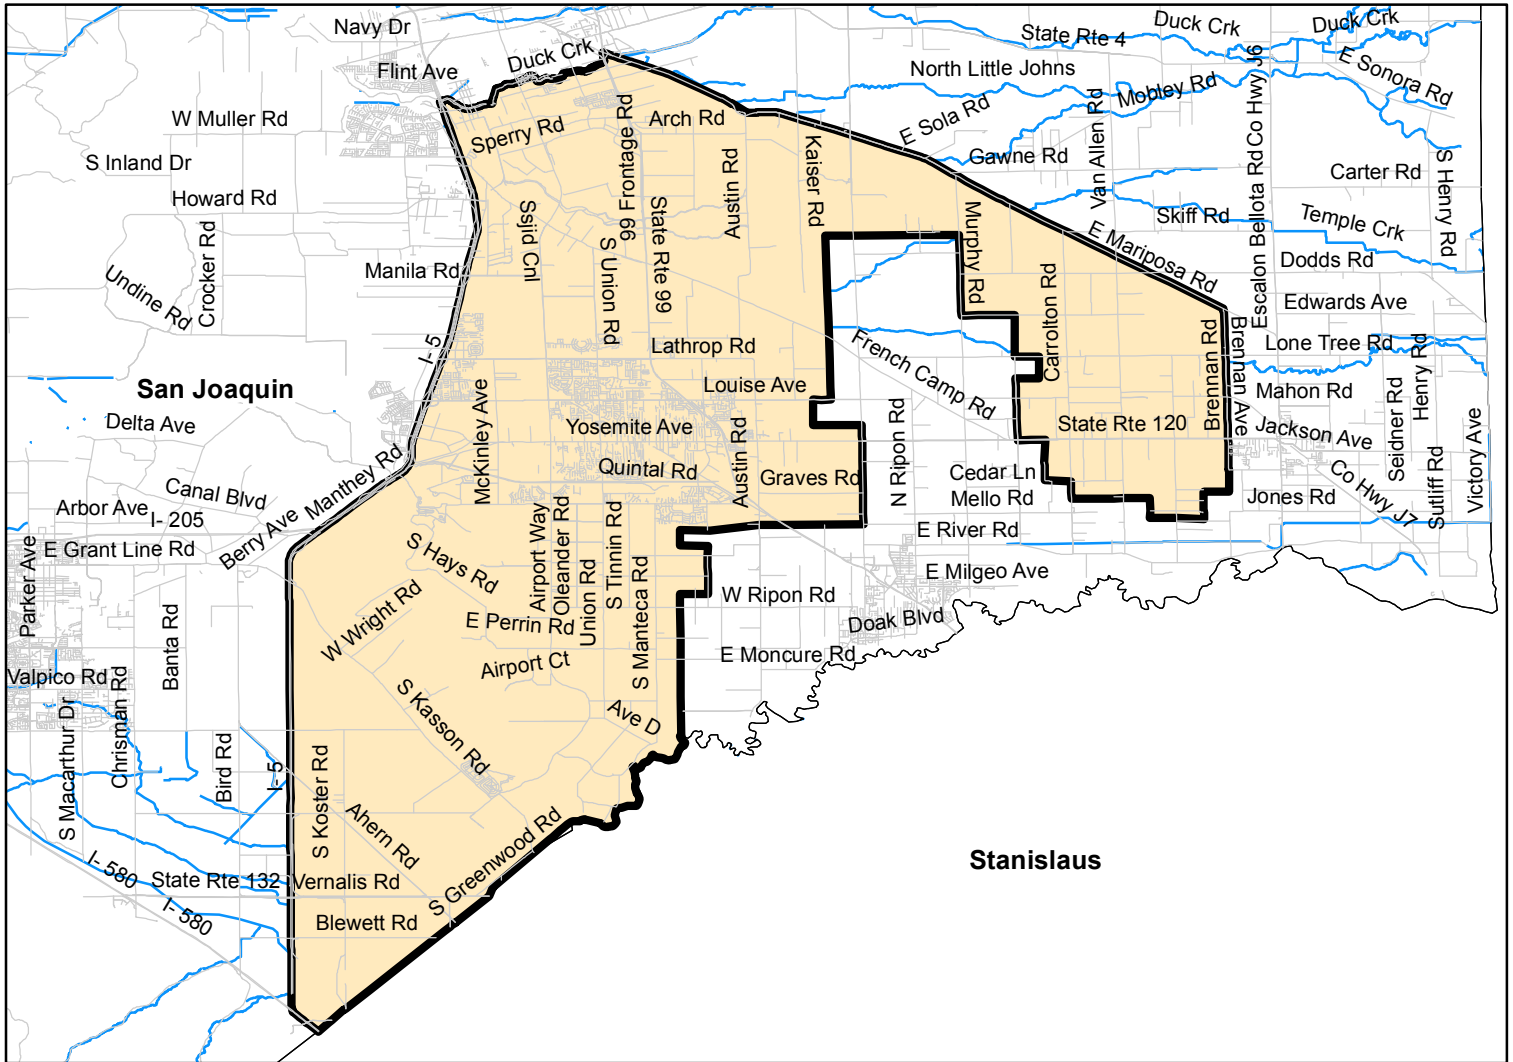 Navy Dr
Duck Crk
State Rte 4
Duck Crk
Duck Crk
Flint Ave
North Little Johns
E Sonora Rd
Mobley Rd
W Muller Rd
Sperry Rd
99 Frontage Rd
Arch Rd
E Sola Rd
Van Allen Rd
Escalon Bellota Rd Co Hwy J6
S Inland Dr
Austin Rd
Kaiser Rd
Gawne Rd
Carter Rd
S Henry Rd
Howard Rd
Crocker Rd
Ssjid Cnl
State Rte 99
S Union Rd
Murphy Rd
Skiff Rd
Temple Crk
E Mariposa Rd
Dodds Rd
Manila Rd
Undine Rd
Carrolton Rd
Edwards Ave
I- 5
Lathrop Rd
French Camp Rd
Brennan Rd
Brennan Ave
Lone Tree Rd
Henry Rd
San Joaquin
McKinley Ave
Louise Ave
Mahon Rd
Seidner Rd
Delta Ave
Yosemite Ave
Austin Rd
N Ripon Rd
State Rte 120
Jackson Ave
Victory Ave
Manthey Rd
Quintal Rd
Graves Rd
Cedar Ln
Mello Rd
Co Hwy J7
Sutliff Rd
Canal Blvd
Arbor Ave
I- 205
Jones Rd
Parker Ave
E Grant Line Rd
Berry Ave
S Hays Rd
Airport Way
Oleander Rd
Union Rd
S Tinnin Rd
S Manteca Rd
E River Rd
E Milgeo Ave
Banta Rd
W Wright Rd
E Perrin Rd
W Ripon Rd
Doak Blvd
Valpico Rd
Chrisman Rd
S Macarthur Dr
Airport Ct
E Moncure Rd
S Kasson Rd
Ave D
Bird Rd
I- 5
S Koster Rd
Ahern Rd
S Greenwood Rd
Stanislaus
I- 580
State Rte 132
Vernalis Rd
I- 580
Blewett Rd